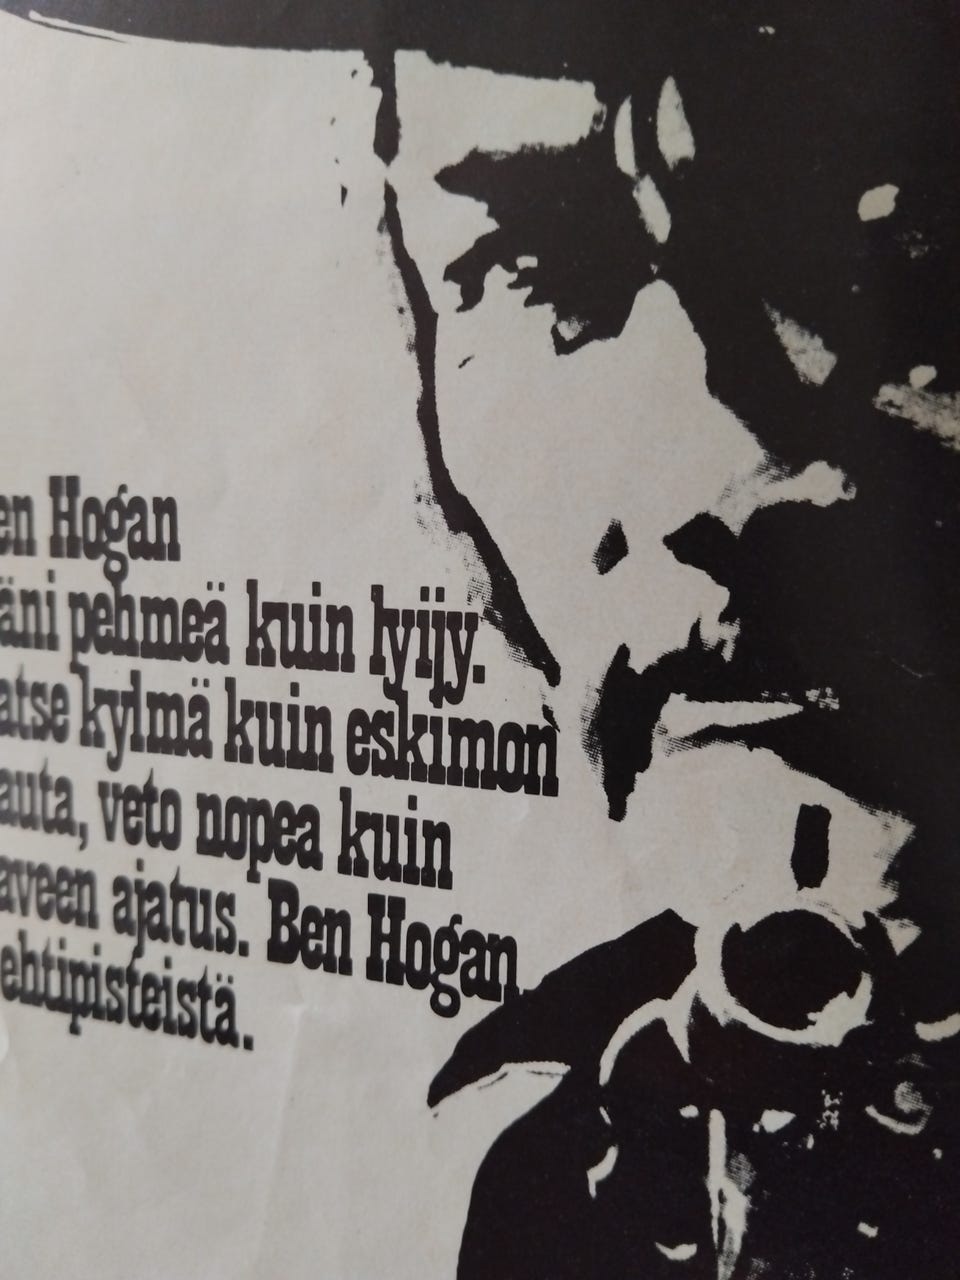 en Hogan
äni pehmeä kuin lyijy.
atse kylmä kuin eskimon
auta, veto nopea kuin
aveen ajatus. Ben Hogan,
ehtipisteistä.